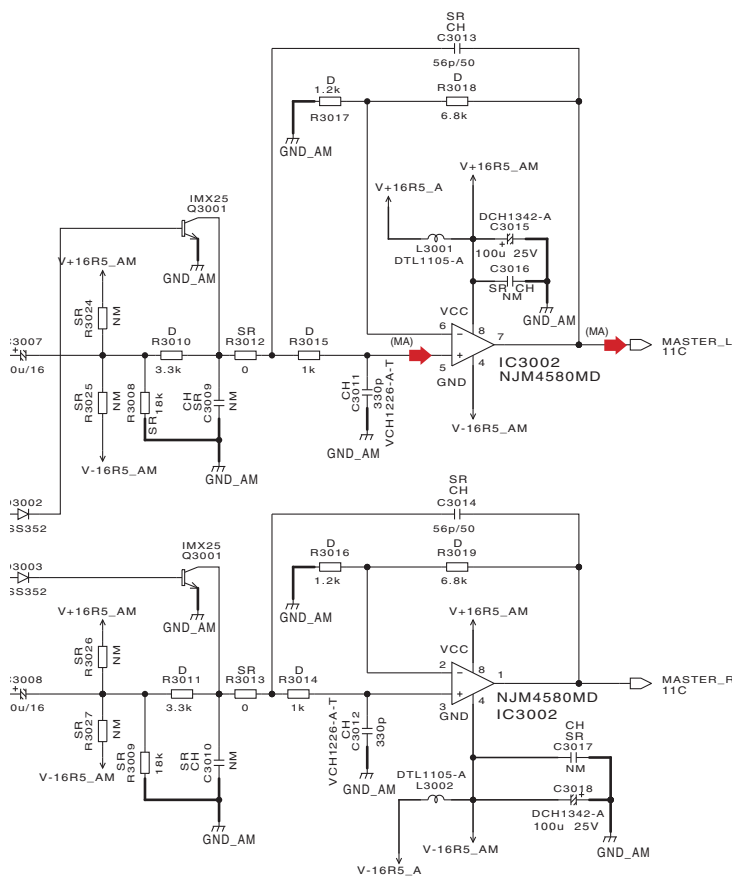 SR
CH
C3013
56p/50
D
1.2k
R3017
D
R3018
6.8k
GND_AM
V+16R5_AM
V+16R5_A
IMX25
Q3001
DCH1342-A
C3015
+
100u 25V
L3001
DTL1105-A
C3016
SR CH
NM
GND_AM
GND_AM
V+16R5_AM
SR
R3024
NM
VCC
6
8
7
(MA)
(MA)
MASTER_L
11C
C3007
0u/16
D
R3010
3.3k
SR
R3012
0
D
R3015
1k
5
4
GND
IC3002
NJM4580MD
SR
R3025
NM
R3008
SR
18k
CH
SR
C3009
NM
CH
C3011
330p
VCH1226-A-T
GND_AM
V-16R5_AM
V-16R5_AM
GND_AM
SR
CH
C3014
56p/50
D3002
SS352
D3003
SS352
IMX25
Q3001
D
R3016
1.2k
D
R3019
6.8k
GND_AM
GND_AM
V+16R5_AM
V+16R5_AM
SR
R3026
NM
VCC
2
8
1
MASTER_R
11C
C3008
0u/16
D
R3011
3.3k
SR
R3013
0
D
R3014
1k
3
4
GND
NJM4580MD
IC3002
SR
R3027
NM
SR
R3009
18k
SR
CH
C3010
NM
VCH1226-A-T
CH
C3012
330p
GND_AM
CH
SR
C3017
NM
V-16R5_AM
DTL1105-A
L3002
C3018
+
DCH1342-A
100u 25V
GND_AM
V-16R5_AM
GND_AM
V-16R5_A